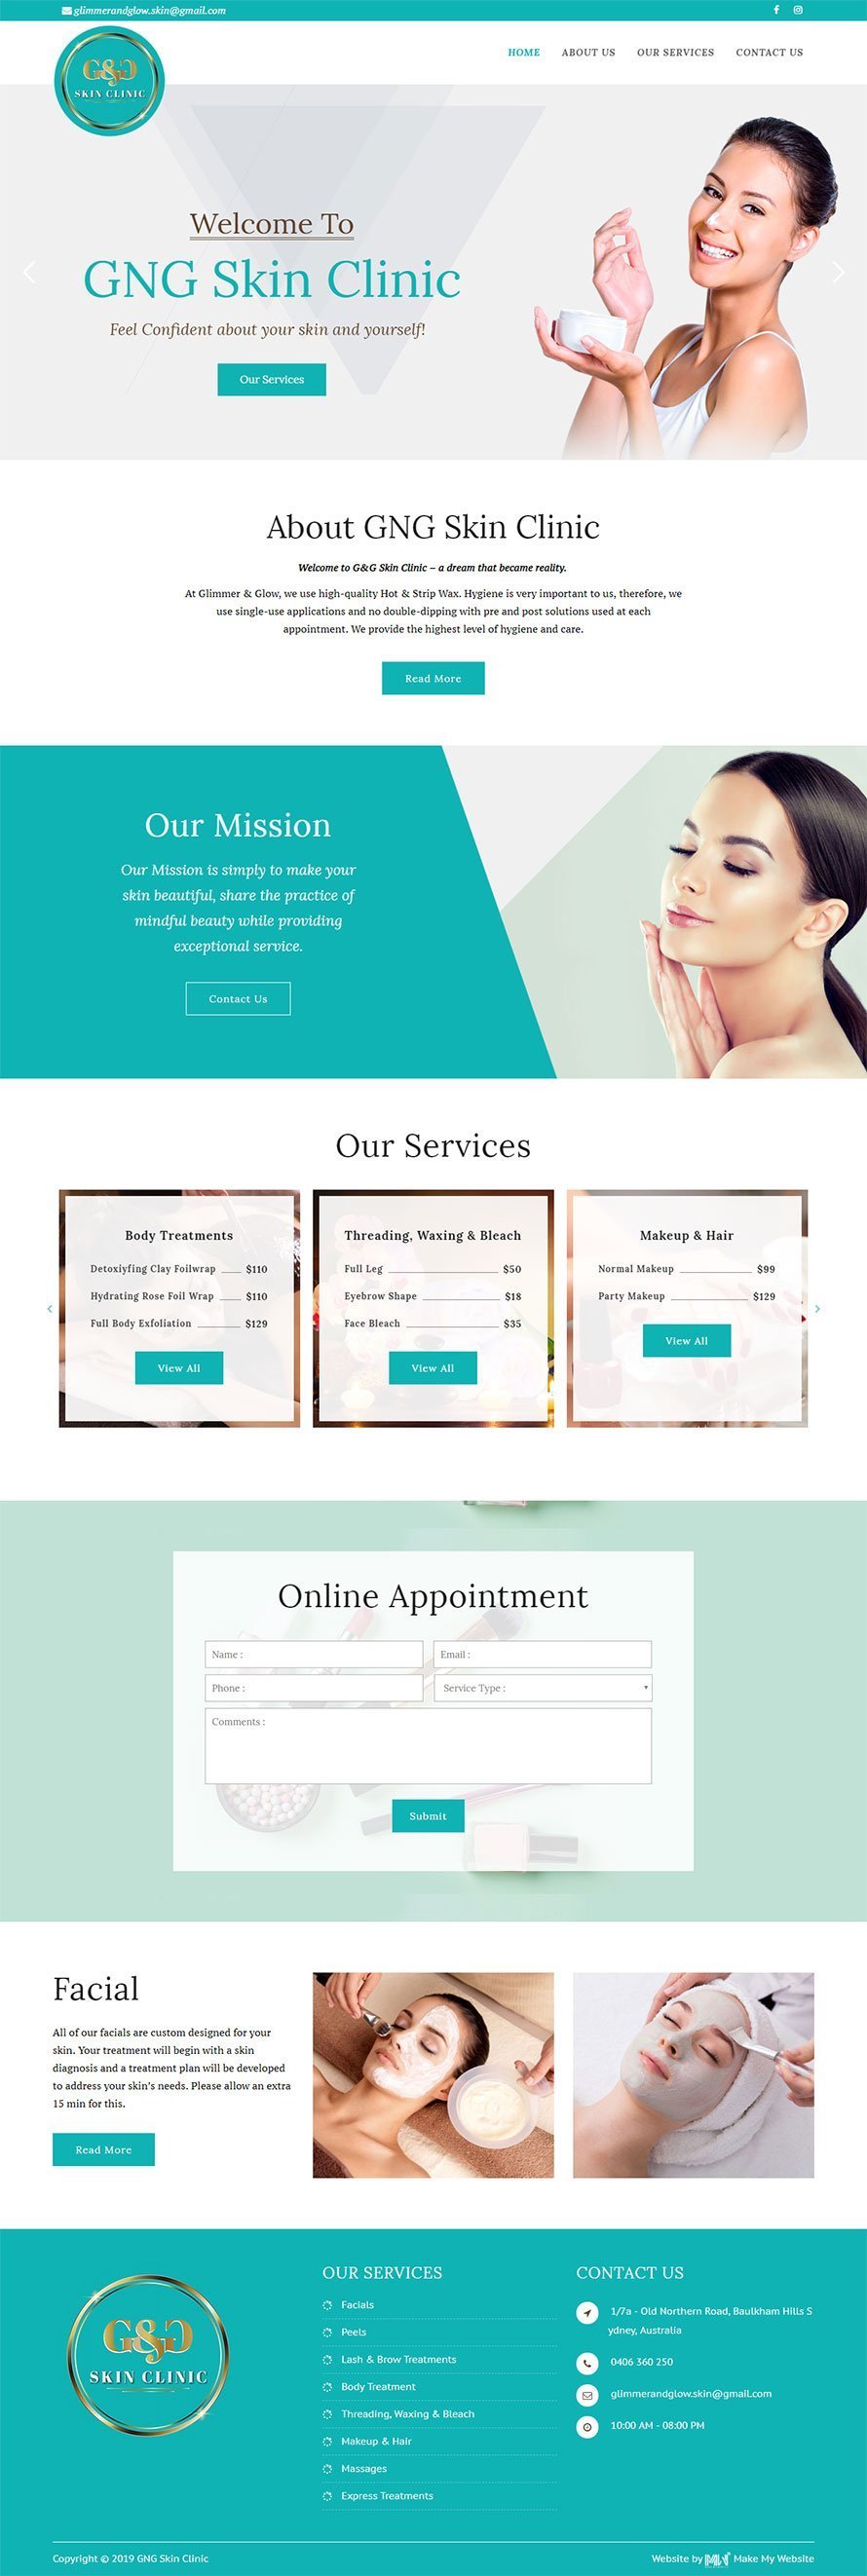 glimmerandglow.skin@gmail.com
G&G
SKIN CLINIC
HOME ABOUT US OUR SERVICES CONTACT US
Welcome To
GNG Skin Clinic
Feel Confident about your skin and yourself!
Our Services
About GNG Skin Clinic
Welcome to G&G Skin Clinic – a dream that became reality.
At Glimmer & Glow, we use high-quality Hot & Strip Wax. Hygiene is very important to us, therefore, we
use single-use applications and no double-dipping with pre and post solutions used at each
appointment. We provide the highest level of hygiene and care.
Read More
Our Mission
Our Mission is simply to make your
skin beautiful, share the practice of
mindful beauty while providing
exceptional service.
Contact Us
Our Services
Body Treatments
Detoxiyfing Clay Foilwrap $110
Hydrating Rose Foil Wrap $110
Full Body Exfoliation $129
View All
Threading, Waxing & Bleach
Full Leg $50
Eyebrow Shape $18
Face Bleach $35
View All
Makeup & Hair
Normal Makeup $99
Party Makeup $129
View All
Online Appointment
Name :
Email :
Phone :
Service Type :
Comments :
Submit
Facial
All of our facials are custom designed for your
skin. Your treatment will begin with a skin
diagnosis and a treatment plan will be developed
to address your skin's needs. Please allow an extra
15 min for this.
Read More
G&G
SKIN CLINIC
OUR SERVICES
Facials
Peels
Lash & Brow Treatments
Body Treatment
Threading, Waxing & Bleach
Makeup & Hair
Massages
Express Treatments
CONTACT US
1/7a - Old Northern Road, Baulkham Hills S
ydney, Australia
0406 360 250
glimmerandglow.skin@gmail.com
10:00 AM - 08:00 PM
Copyright © 2019 GNG Skin Clinic
Website by MMW Make My Website